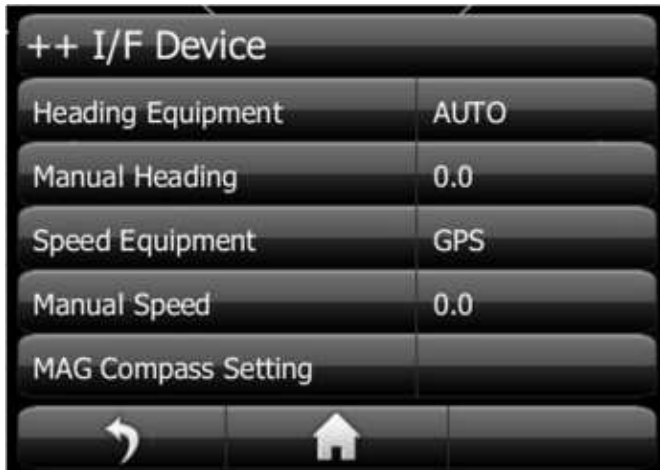 ++ I/F Device
Heading Equipment AUTO
Manual Heading 0.0
Speed Equipment GPS
Manual Speed 0.0
MAG Compass Setting